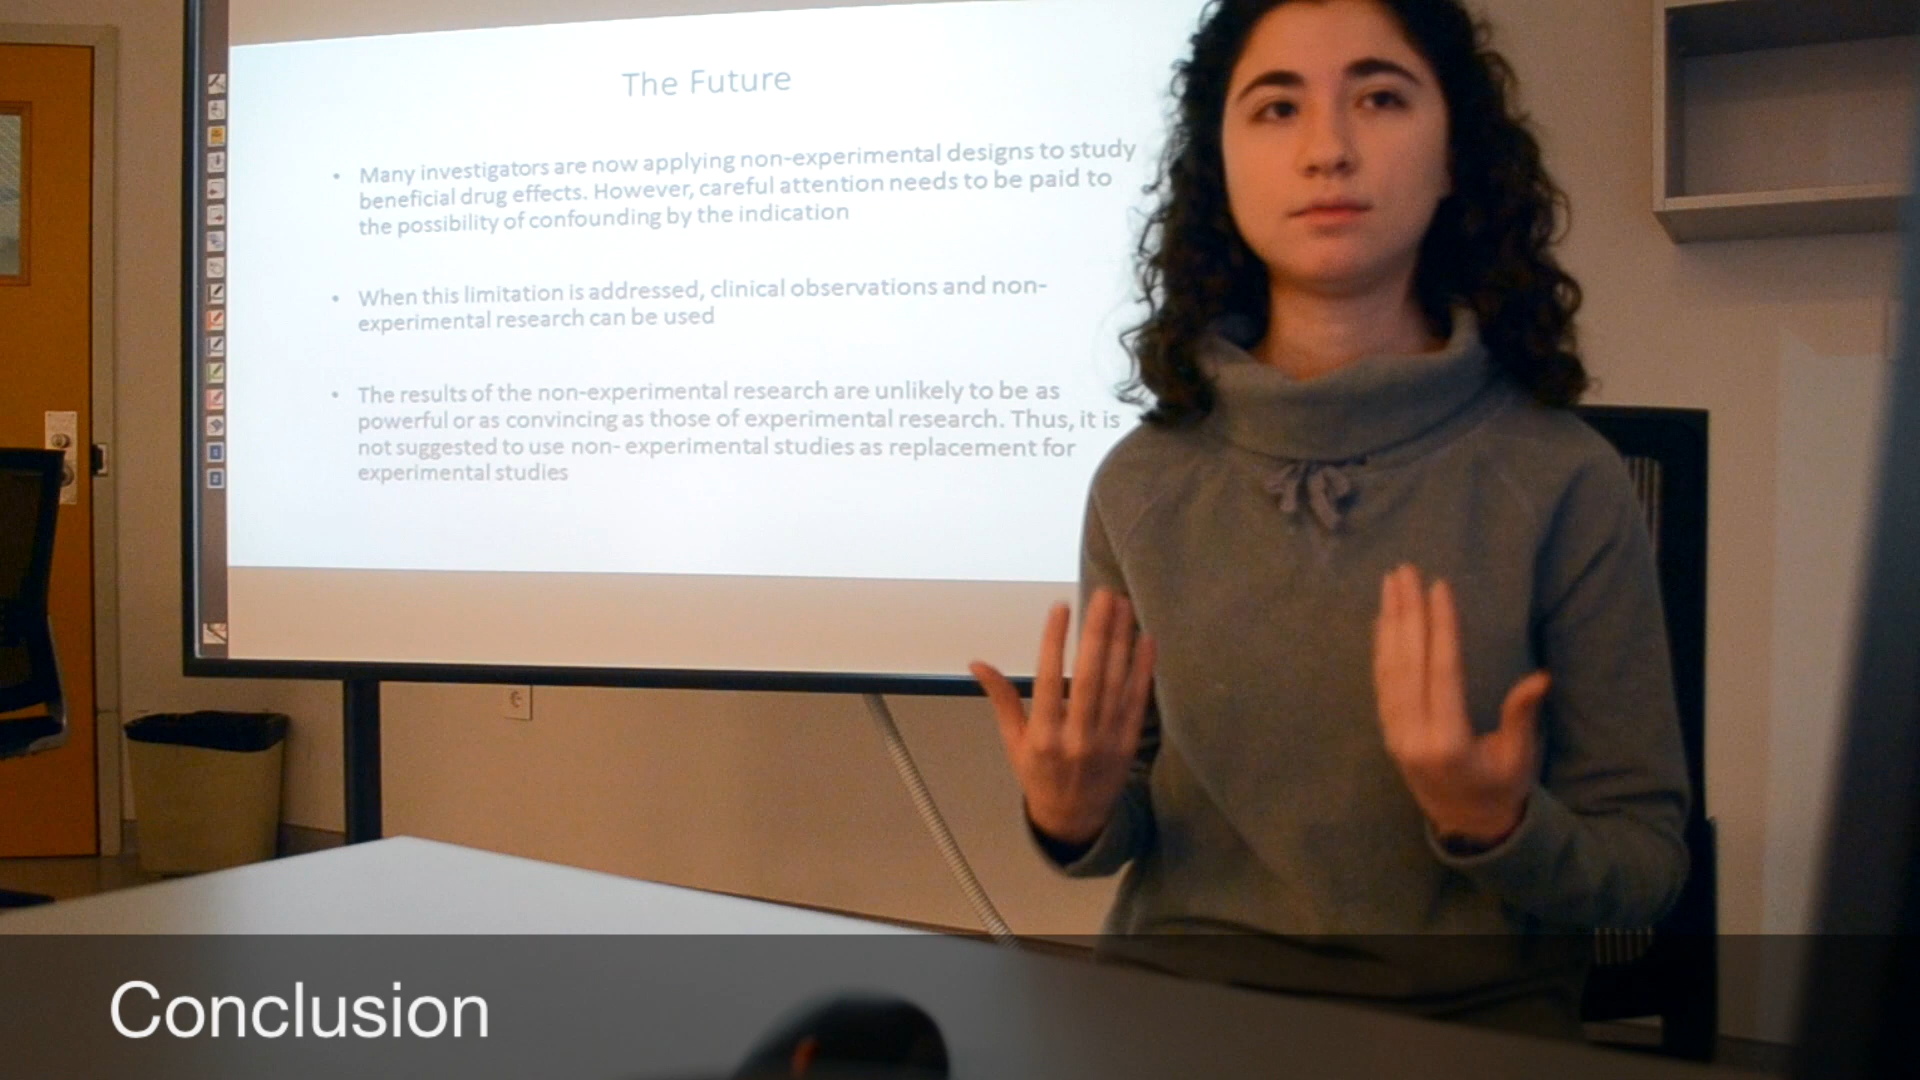 The Future
• Many investigators are now applying non-experimental designs to study
beneficial drug effects. However, careful attention needs to be paid to
the possibility of confounding by the indication
• When this limitation is addressed, clinical observations and non-
experimental research can be used
• The results of the non-experimental research are unlikely to be as
powerful or as convincing as those of experimental research. Thus, it is
not suggested to use non- experimental studies as replacement for
experimental studies
Conclusion